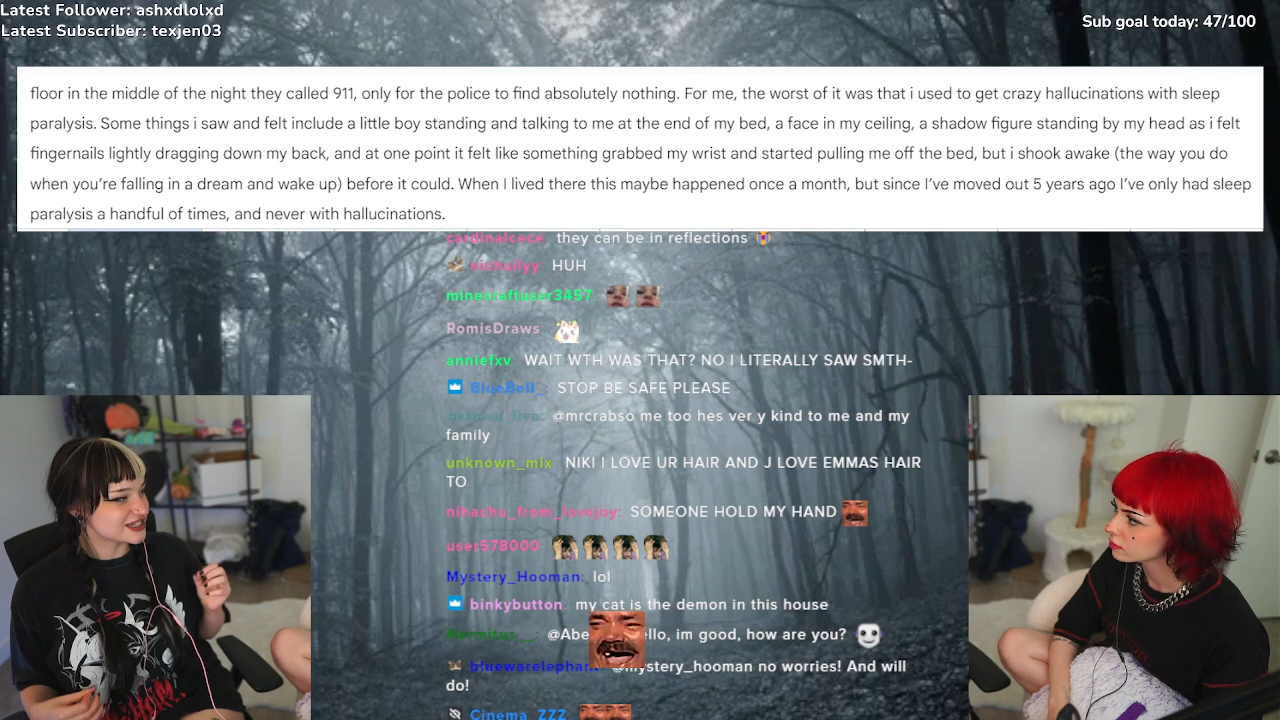 Latest Follower: ashxdlolxd
Latest Subscriber: texjen03
Sub goal today: 47/100
floor in the middle of the night they called 911, only for the police to find absolutely nothing. For me, the worst of it was that i used to get crazy hallucinations with sleep
paralysis. Some things i saw and felt include a little boy standing and talking to me at the end of my bed, a face in my ceiling, a shadow figure standing by my head as i felt
fingernails lightly dragging down my back, and at one point it felt like something grabbed my wrist and started pulling me off the bed, but i shook awake (the way you do
when you're falling in a dream and wake up) before it could. When I lived there this maybe happened once a month, but since I've moved out 5 years ago I've only had sleep
paralysis a handful of times, and never with hallucinations.
cardinalcece: they can be in reflections
HUH
minecraftuser3457
RomisDraws
anniefxv: WAIT WTH WAS THAT? NO I LITERALLY SAW SMTH-
BlueBell_: STOP BE SAFE PLEASE
@mrcrabso me too hes ver y kind to me and my
family
unknown_mlx NIKI I LOVE UR HAIR AND J LOVE EMMAS HAIR
TO
nihachu_from_lovejoy: SOMEONE HOLD MY HAND
user578000
Mystery_Hooman: lol
binkybutton: my cat is the demon in this house
@Abe ello, im good, how are you?
bluewarelephan @mystery_hooman no worries! And will
do!
Cinema_ZZZ